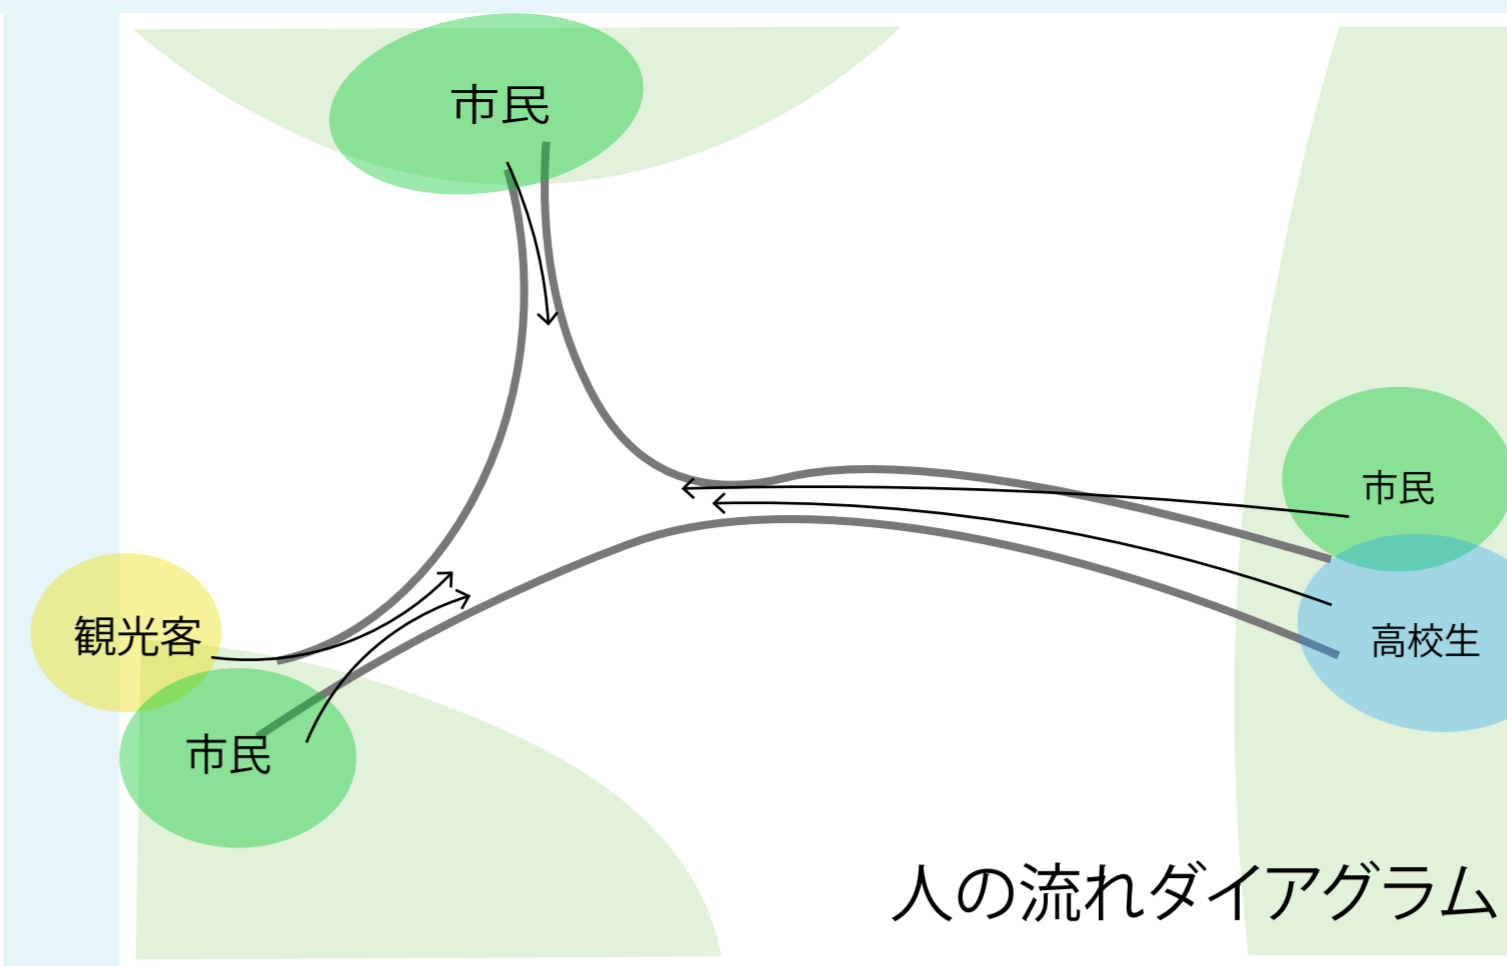 市民
市民
高校生
観光客
市民
人の流れダイアグラム